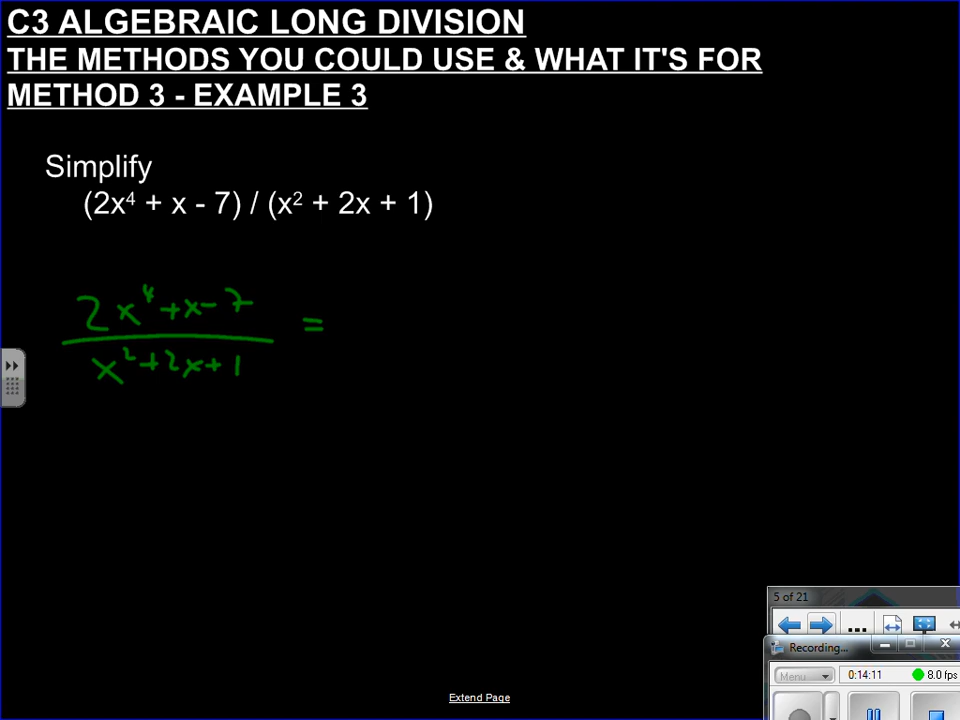 C3 ALGEBRAIC LONG DIVISION
THE METHODS YOU COULD USE & WHAT IT'S FOR
METHOD 3 - EXAMPLE 3
Simplify
(2x⁴ + x - 7) / (x² + 2x + 1)
2x⁴+x-7
=
x²+2x+1
5 of 21
...
Recording...
Menu
0:14:11
8.0 fps
Extend Page